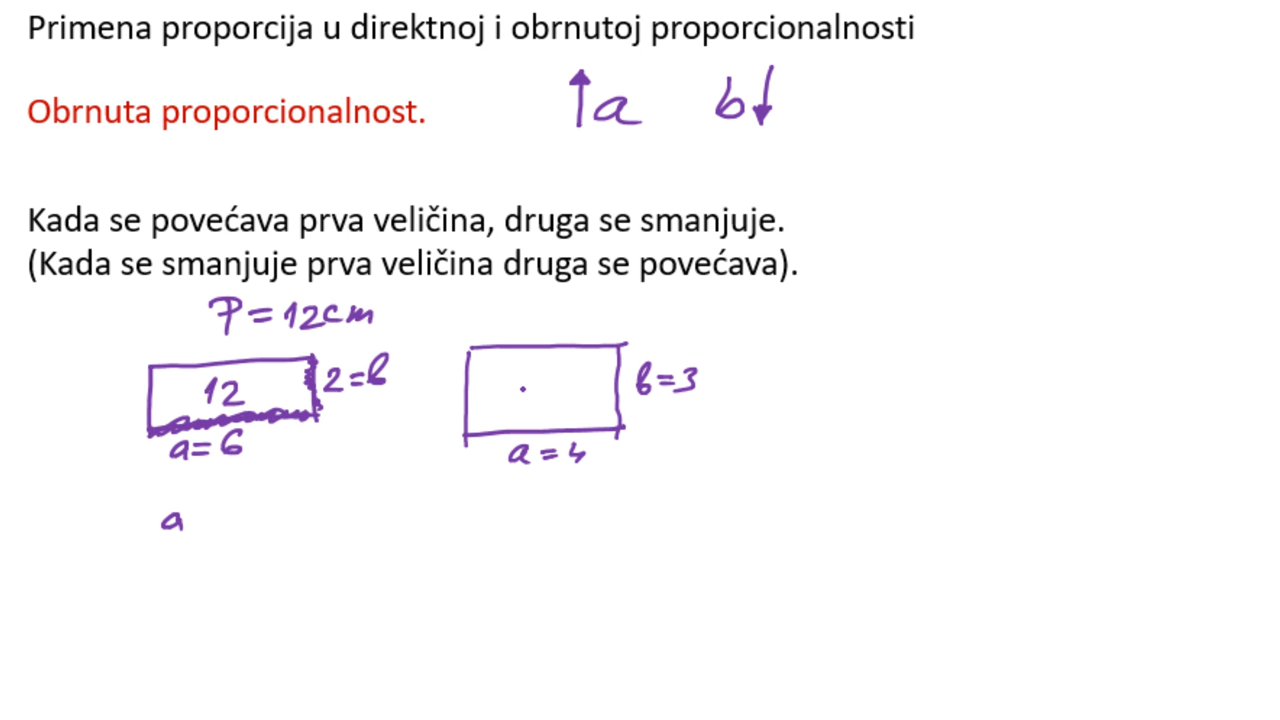 Primena proporcija u direktnoj i obrnutoj proporcionalnosti
Obrnuta proporcionalnost. ↑a b↓
Kada se povećava prva veličina, druga se smanjuje.
(Kada se smanjuje prva veličina druga se povećava).
P=12cm
12 2=b b=3
a=6 a=4
a